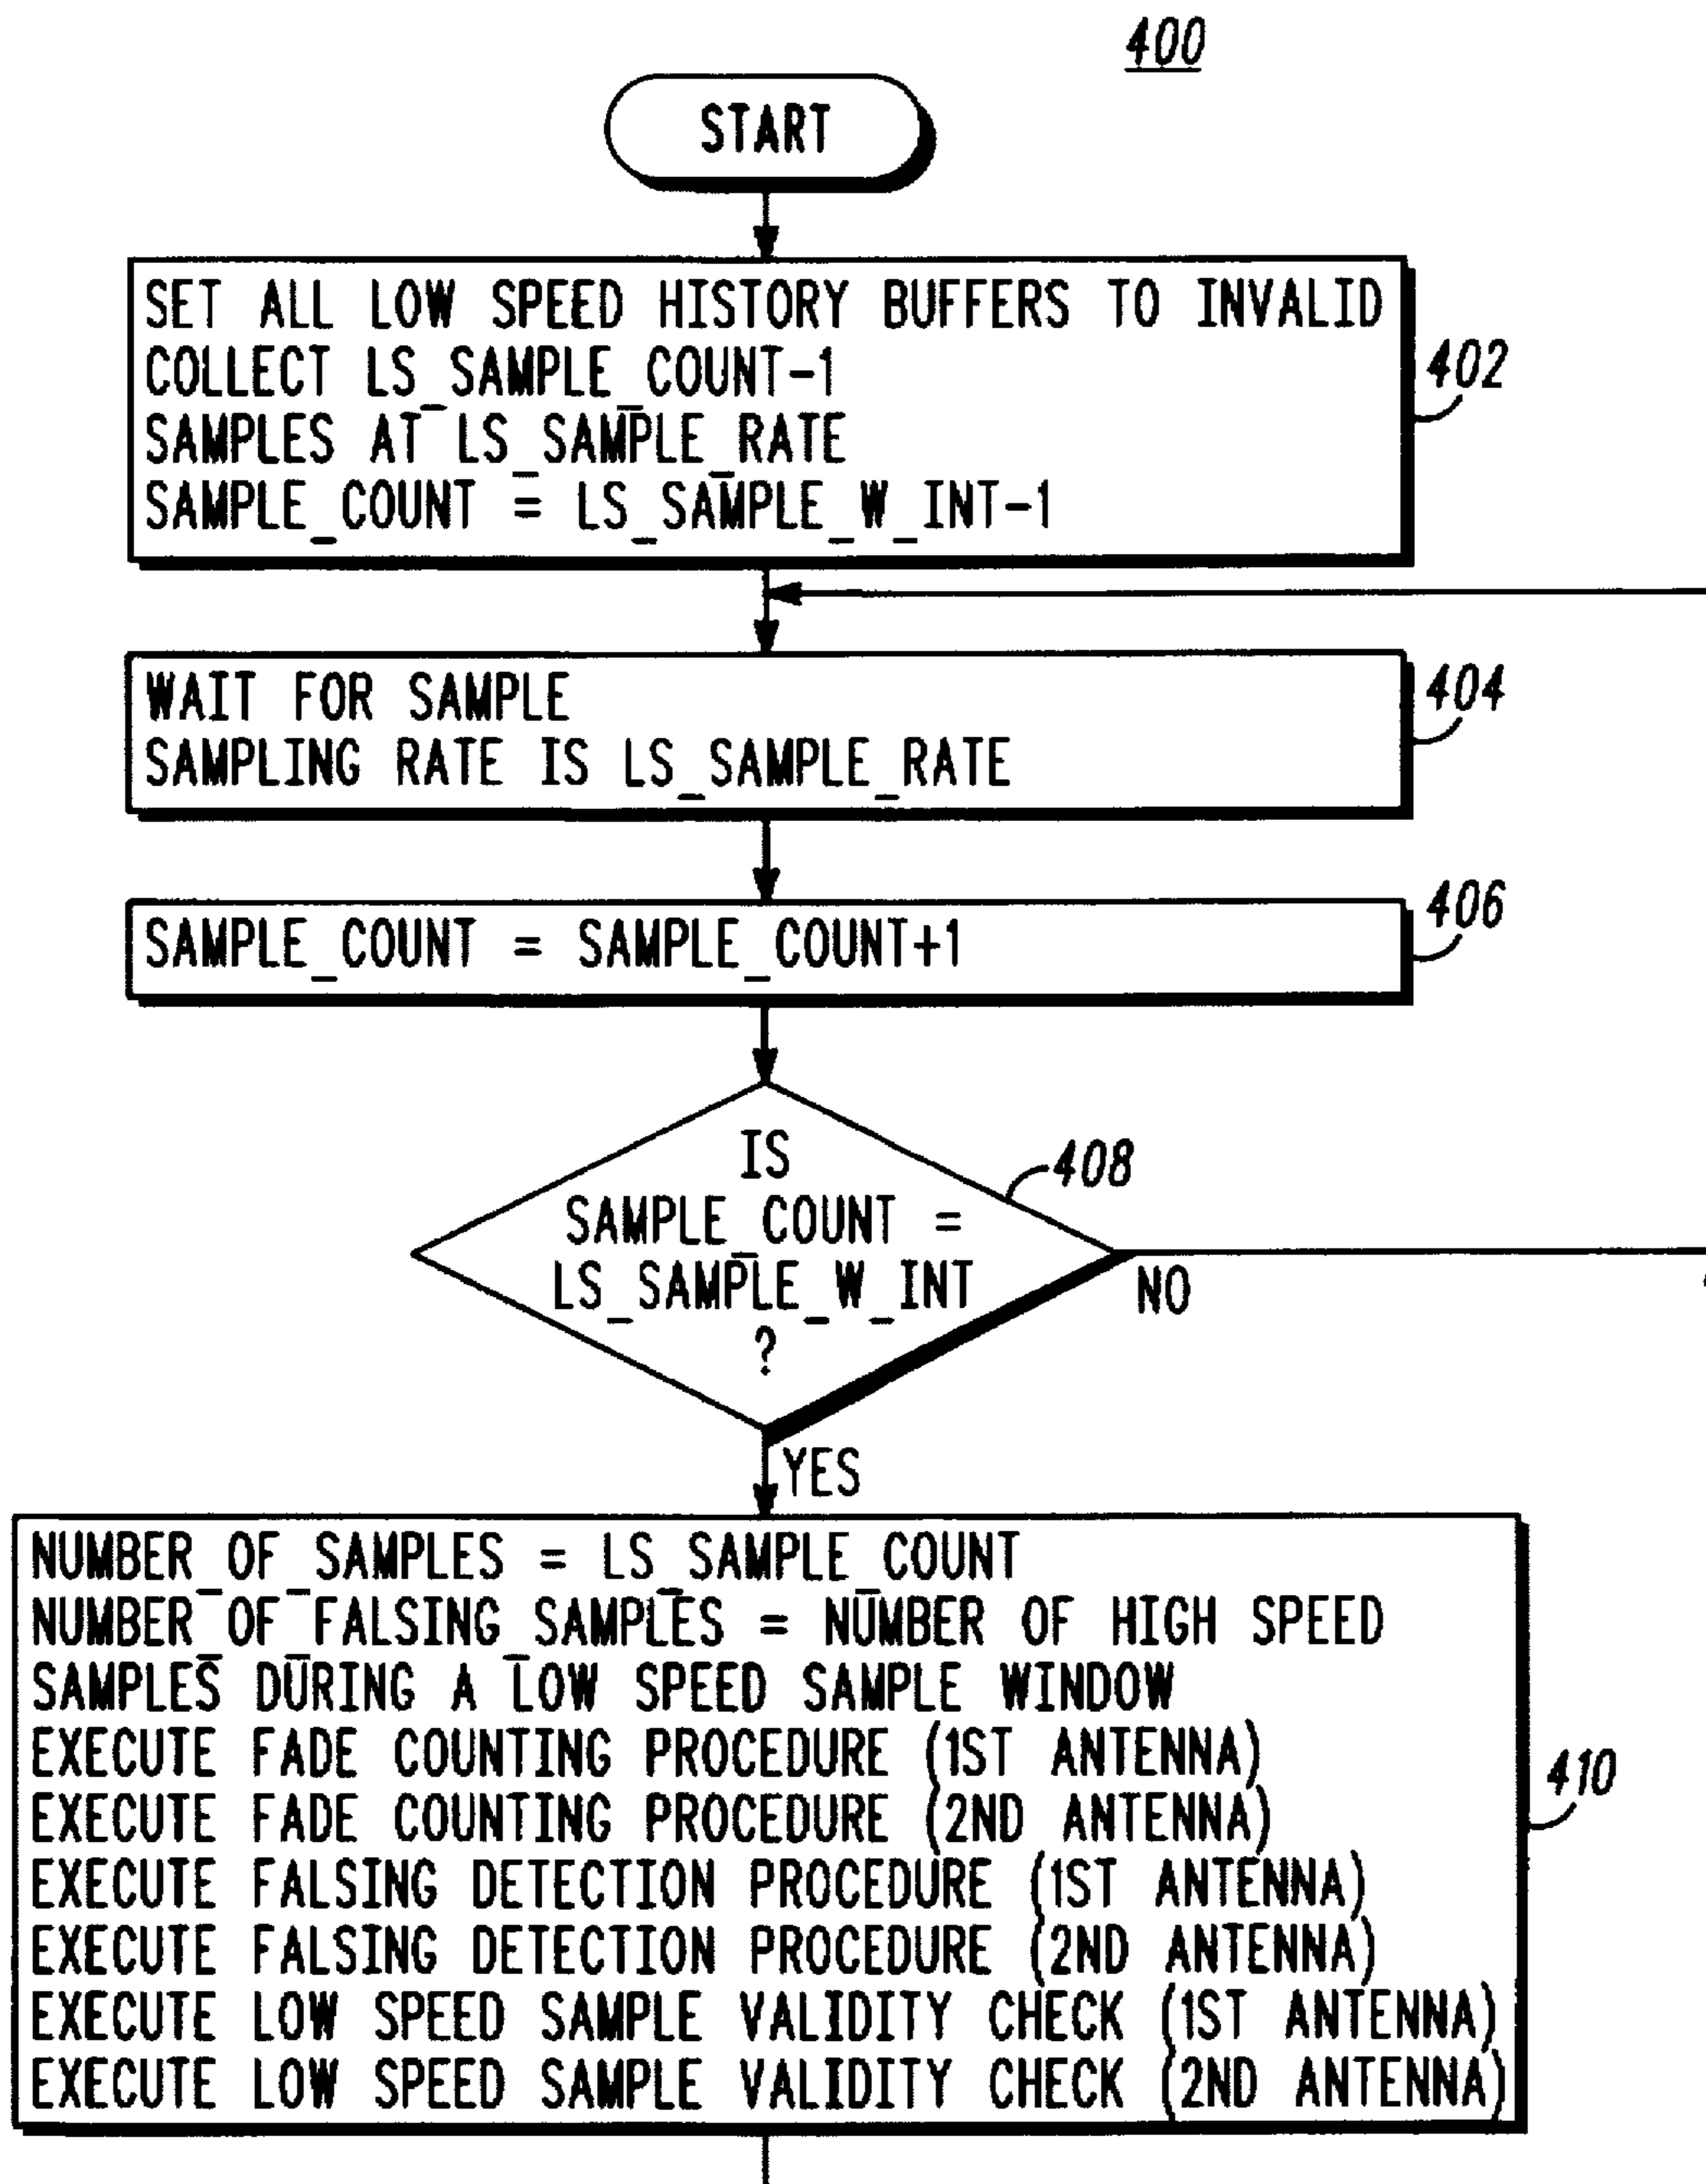 400
START
SET ALL LOW SPEED HISTORY BUFFERS TO INVALID
COLLECT LS_SAMPLE_COUNT-1
SAMPLES AT LS_SAMPLE_RATE
SAMPLE_COUNT = LS_SAMPLE_W_INT-1
402
WAIT FOR SAMPLE
SAMPLING RATE IS LS_SAMPLE_RATE
404
SAMPLE_COUNT = SAMPLE_COUNT+1
406
IS
SAMPLE_COUNT =
LS_SAMPLE_W_INT
?
408
NO
YES
NUMBER_OF_SAMPLES = LS_SAMPLE_COUNT
NUMBER_OF_FALSING_SAMPLES = NUMBER OF HIGH SPEED
SAMPLES DURING A LOW SPEED SAMPLE WINDOW
EXECUTE FADE COUNTING PROCEDURE (1ST ANTENNA)
EXECUTE FADE COUNTING PROCEDURE (2ND ANTENNA)
EXECUTE FALSING DETECTION PROCEDURE (1ST ANTENNA)
EXECUTE FALSING DETECTION PROCEDURE (2ND ANTENNA)
EXECUTE LOW SPEED SAMPLE VALIDITY CHECK (1ST ANTENNA)
EXECUTE LOW SPEED SAMPLE VALIDITY CHECK (2ND ANTENNA)
410